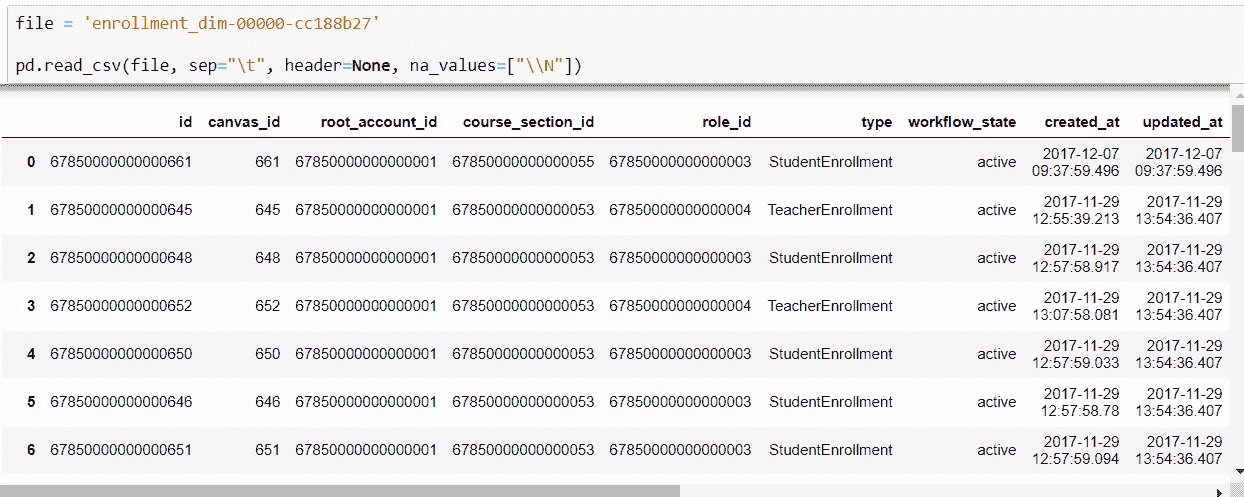 file = 'enrollment_dim-00000-cc188b27'
pd.read_csv(file, sep="\t", header=None, na_values=["\\N"])
id canvas_id root_account_id course_section_id role_id type workflow_state created_at updated_at
0 67850000000000661 661 67850000000000001 67850000000000055 67850000000000003 StudentEnrollment active 2017-12-07 09:37:59.496 2017-12-07 09:37:59.496
1 67850000000000645 645 67850000000000001 67850000000000053 67850000000000004 TeacherEnrollment active 2017-11-29 12:55:39.213 2017-11-29 13:54:36.407
2 67850000000000648 648 67850000000000001 67850000000000053 67850000000000003 StudentEnrollment active 2017-11-29 12:57:58.917 2017-11-29 13:54:36.407
3 67850000000000652 652 67850000000000001 67850000000000053 67850000000000004 TeacherEnrollment active 2017-11-29 13:07:58.081 2017-11-29 13:54:36.407
4 67850000000000650 650 67850000000000001 67850000000000053 67850000000000003 StudentEnrollment active 2017-11-29 12:57:59.033 2017-11-29 13:54:36.407
5 67850000000000646 646 67850000000000001 67850000000000053 67850000000000003 StudentEnrollment active 2017-11-29 12:57:58.78 2017-11-29 13:54:36.407
6 67850000000000651 651 67850000000000001 67850000000000053 67850000000000003 StudentEnrollment active 2017-11-29 12:57:59.094 2017-11-29 13:54:36.407